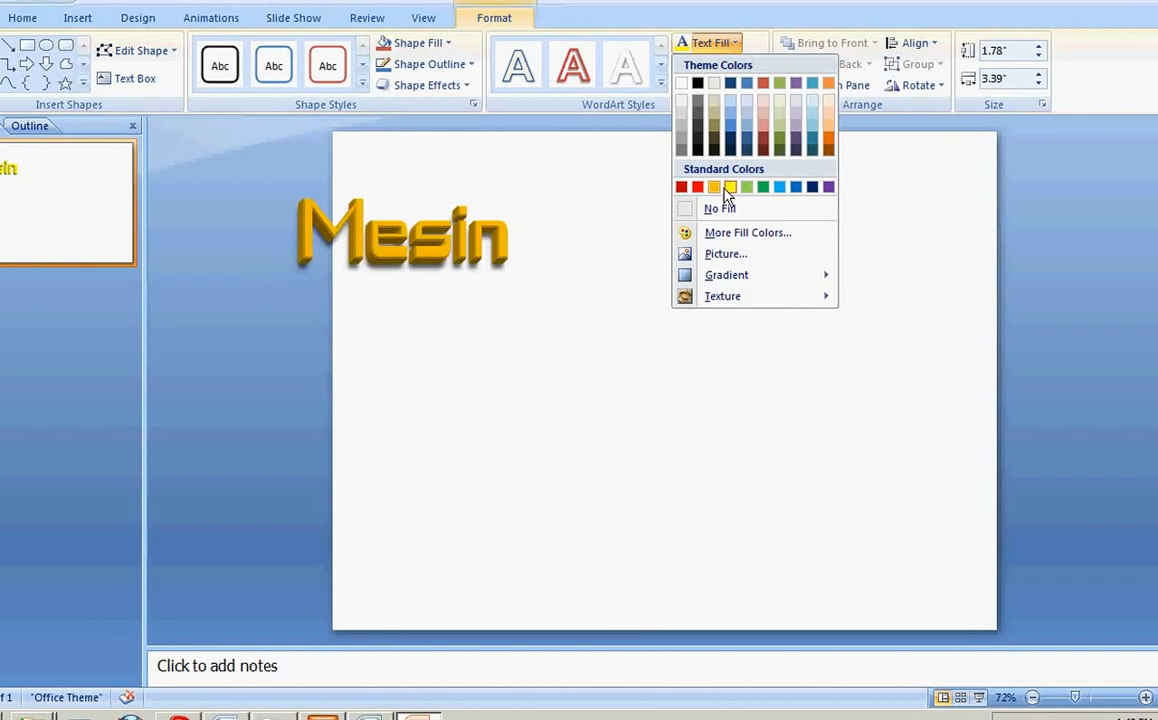 Home Insert Design Animations Slide Show Review View Format
Edit Shape
Text Box
Insert Shapes
Abc Abc Abc
Shape Fill
Shape Outline
Shape Effects
Shape Styles
A A A
WordArt Styles
A Text Fill
Bring to Front
Back
n Pane
Align
Group
Rotate
Arrange
1.78"
3.39"
Size
Theme Colors
Standard Colors
No Fill
More Fill Colors...
Picture...
Gradient
Texture
Outline x
sin
Mesin
Click to add notes
of 1 "Office Theme" 72%